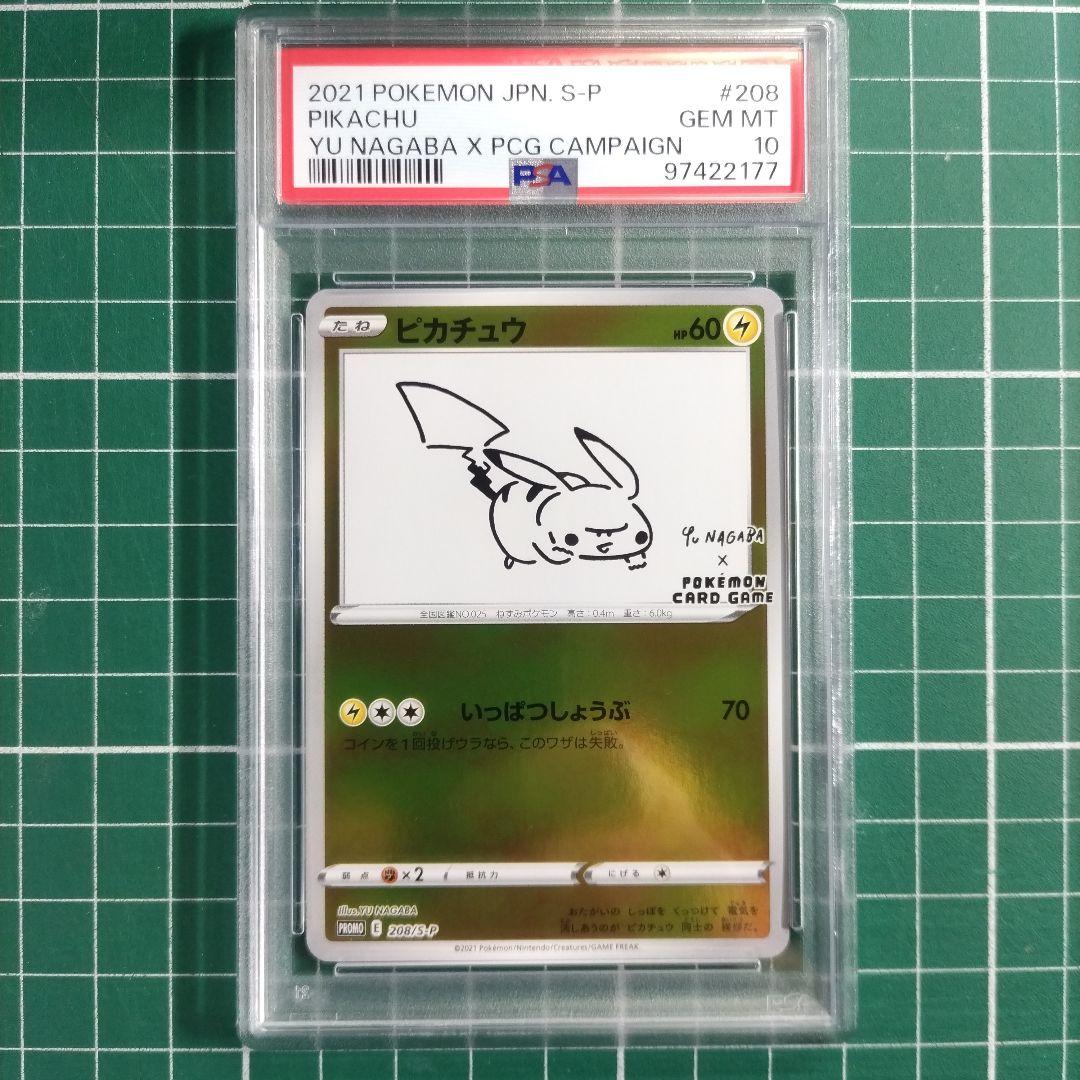 2021 POKEMON JPN. S-P #208
PIKACHU GEM MT
YU NAGABA X PCG CAMPAIGN 10
PSA 97422177
たね ピカチュウ HP60
YU NAGABA
X
POKÉMON
CARD GAME
全国図鑑NO.025 ねずみポケモン 高さ:0.4m 重さ:6.0kg
いっぱつしょうぶ 70
コインを1回投げウラなら、このワザは失敗。
弱点 ×2 抵抗力 にげる
illus.YU NAGABA
PROMO E 208/S-P
おたがいの しっぽを くっつけて 電気を
流しあうのが ピカチュウ 同士の 挨拶だ。
©2021 Pokémon/Nintendo/Creatures/GAME FREAK